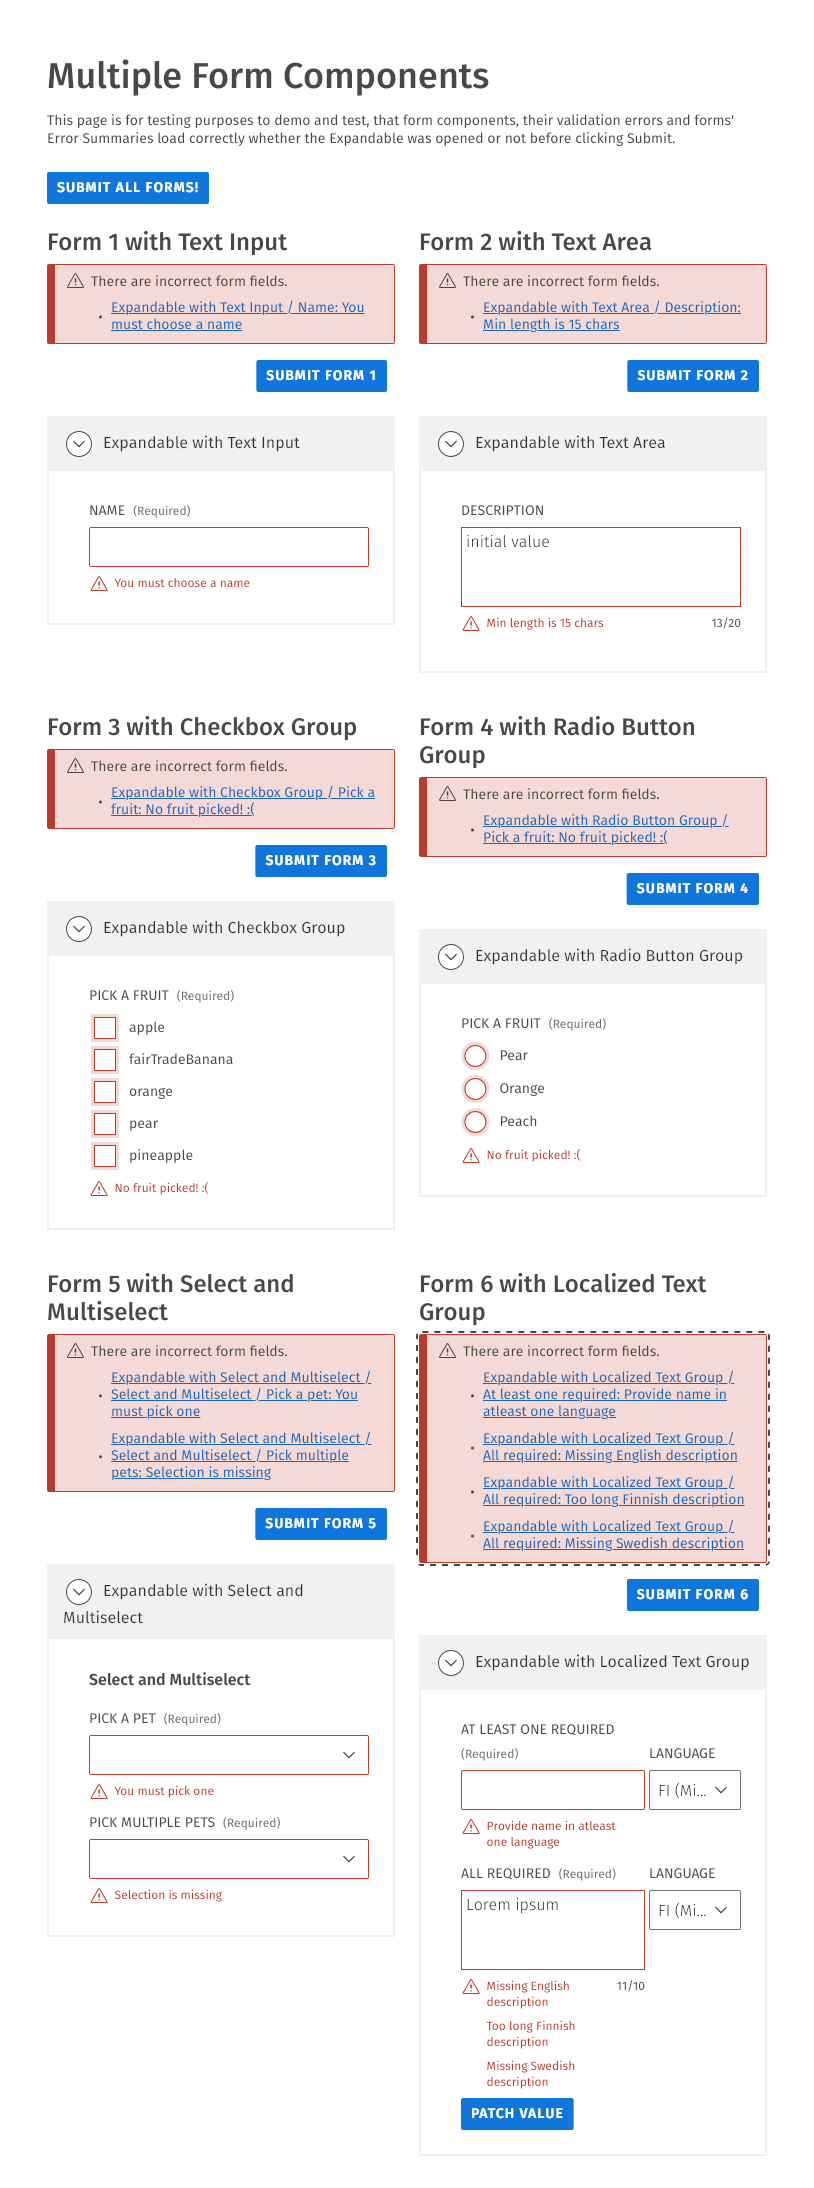 Multiple Form Components
This page is for testing purposes to demo and test, that form components, their validation errors and forms'
Error Summaries load correctly whether the Expandable was opened or not before clicking Submit.
SUBMIT ALL FORMS!
Form 1 with Text Input
There are incorrect form fields.
Expandable with Text Input / Name: You
must choose a name
SUBMIT FORM 1
Expandable with Text Input
NAME (Required)
You must choose a name
Form 2 with Text Area
There are incorrect form fields.
Expandable with Text Area / Description:
Min length is 15 chars
SUBMIT FORM 2
Expandable with Text Area
DESCRIPTION
initial value
Min length is 15 chars 13/20
Form 3 with Checkbox Group
There are incorrect form fields.
Expandable with Checkbox Group / Pick a
fruit: No fruit picked! :(
SUBMIT FORM 3
Expandable with Checkbox Group
PICK A FRUIT (Required)
apple
fairTradeBanana
orange
pear
pineapple
No fruit picked! :(
Form 4 with Radio Button
Group
There are incorrect form fields.
Expandable with Radio Button Group /
Pick a fruit: No fruit picked! :(
SUBMIT FORM 4
Expandable with Radio Button Group
PICK A FRUIT (Required)
Pear
Orange
Peach
No fruit picked! :(
Form 5 with Select and
Multiselect
There are incorrect form fields.
Expandable with Select and Multiselect /
Select and Multiselect / Pick a pet: You
must pick one
Expandable with Select and Multiselect /
Select and Multiselect / Pick multiple
pets: Selection is missing
SUBMIT FORM 5
Expandable with Select and
Multiselect
Select and Multiselect
PICK A PET (Required)
You must pick one
PICK MULTIPLE PETS (Required)
Selection is missing
Form 6 with Localized Text
Group
There are incorrect form fields.
Expandable with Localized Text Group /
At least one required: Provide name in
atleast one language
Expandable with Localized Text Group /
All required: Missing English description
Expandable with Localized Text Group /
All required: Too long Finnish description
Expandable with Localized Text Group /
All required: Missing Swedish description
SUBMIT FORM 6
Expandable with Localized Text Group
AT LEAST ONE REQUIRED
(Required) LANGUAGE
FI (Mi...
Provide name in atleast
one language
ALL REQUIRED (Required) LANGUAGE
Lorem ipsum FI (Mi...
Missing English 11/10
description
Too long Finnish
description
Missing Swedish
description
PATCH VALUE